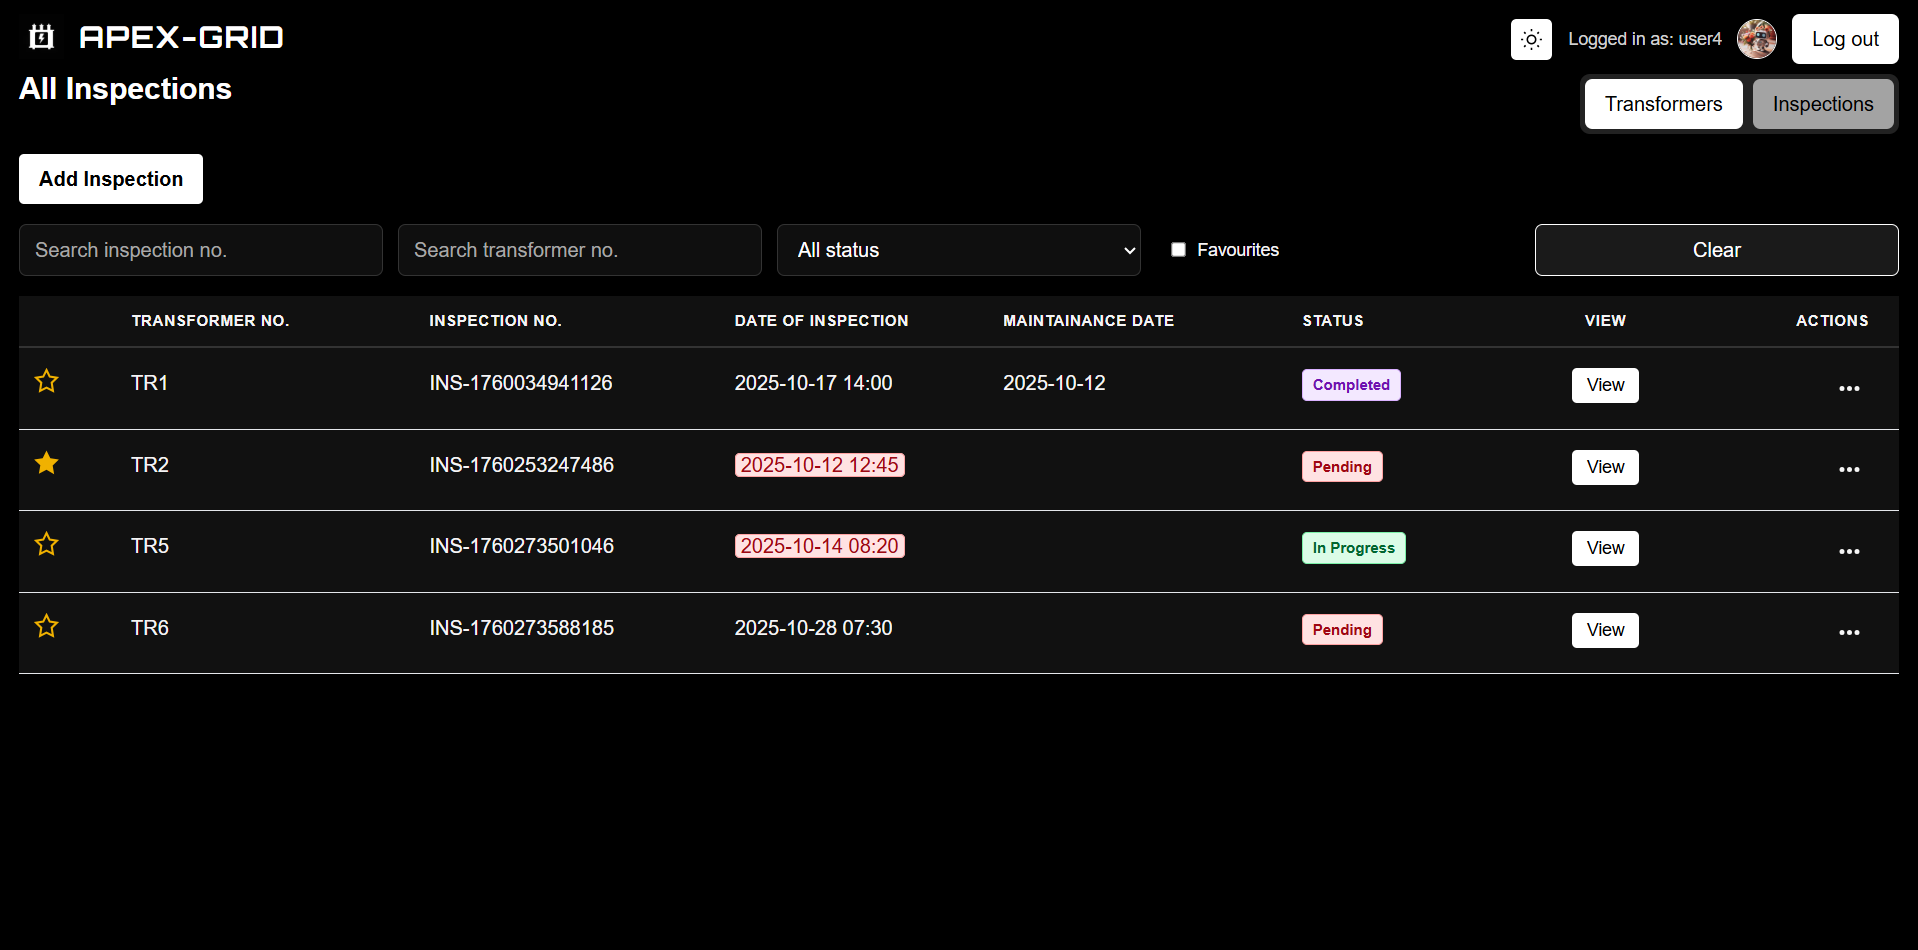 APEX-GRID
Logged in as: user4
Log out
All Inspections
Transformers
Inspections
Add Inspection
Search inspection no.
Search transformer no.
All status
Favourites
Clear
TRANSFORMER NO. INSPECTION NO. DATE OF INSPECTION MAINTAINANCE DATE STATUS VIEW ACTIONS
TR1 INS-1760034941126 2025-10-17 14:00 2025-10-12 Completed View ...
TR2 INS-1760253247486 2025-10-12 12:45 Pending View ...
TR5 INS-1760273501046 2025-10-14 08:20 In Progress View ...
TR6 INS-1760273588185 2025-10-28 07:30 Pending View ...